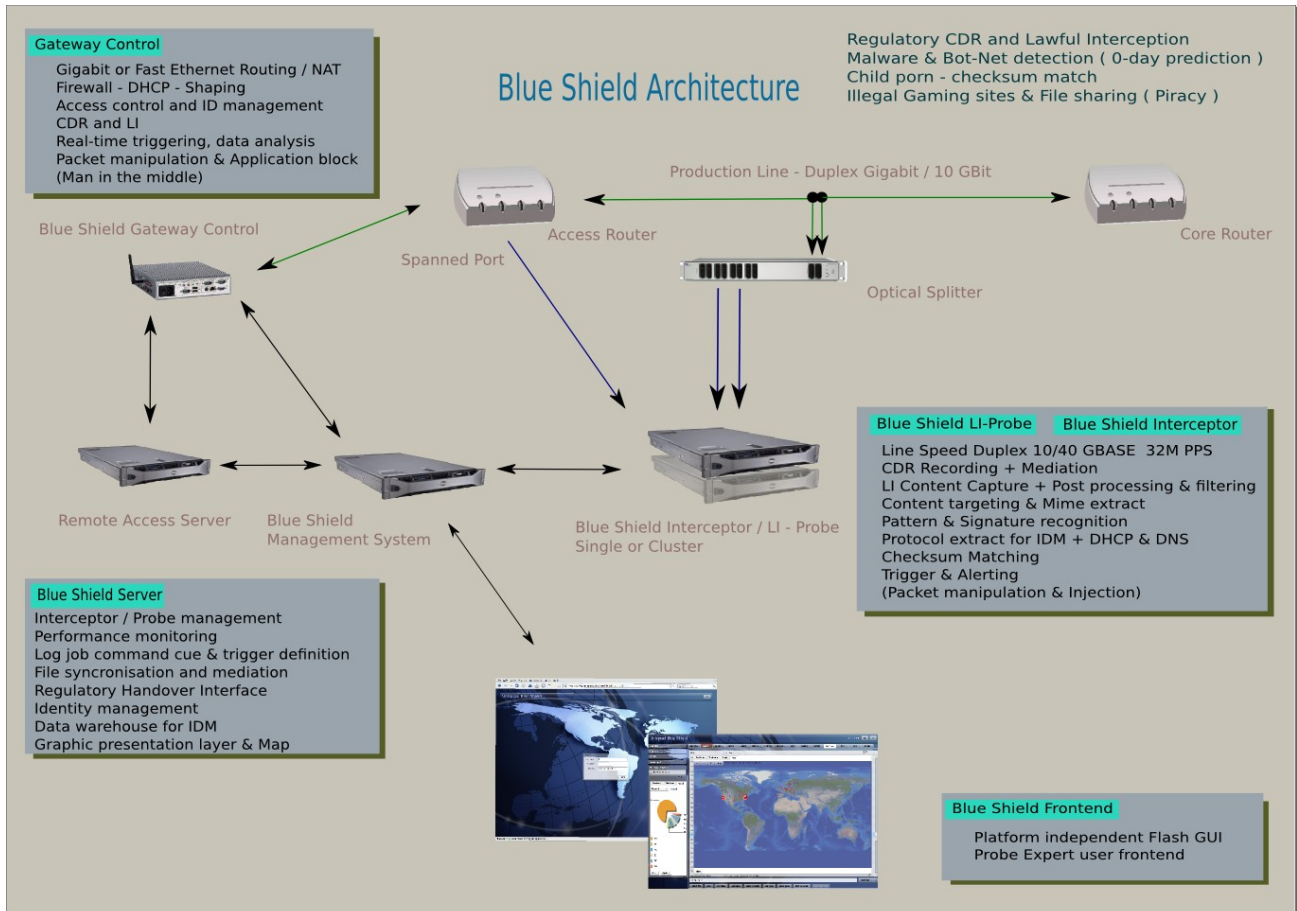 Gateway Control
Gigabit or Fast Ethernet Routing / NAT
Firewall - DHCP - Shaping
Access control and ID management
CDR and LI
Real-time triggering, data analysis
Packet manipulation & Application block
(Man in the middle)
Blue Shield Architecture
Regulatory CDR and Lawful Interception
Malware & Bot-Net detection ( 0-day prediction )
Child porn - checksum match
Illegal Gaming sites & File sharing ( Piracy )
Production Line - Duplex Gigabit / 10 GBit
Blue Shield Gateway Control
Access Router
Core Router
Spanned Port
Optical Splitter
Remote Access Server
Blue Shield
Management System
Blue Shield Interceptor / LI - Probe
Single or Cluster
Blue Shield LI-Probe
Blue Shield Interceptor
Line Speed Duplex 10/40 GBASE 32M PPS
CDR Recording + Mediation
LI Content Capture + Post processing & filtering
Content targeting & Mime extract
Pattern & Signature recognition
Protocol extract for IDM + DHCP & DNS
Checksum Matching
Trigger & Alerting
(Packet manipulation & Injection)
Blue Shield Server
Interceptor / Probe management
Performance monitoring
Log job command cue & trigger definition
File syncronisation and mediation
Regulatory Handover Interface
Identity management
Data warehouse for IDM
Graphic presentation layer & Map
Blue Shield Frontend
Platform independent Flash GUI
Probe Expert user frontend